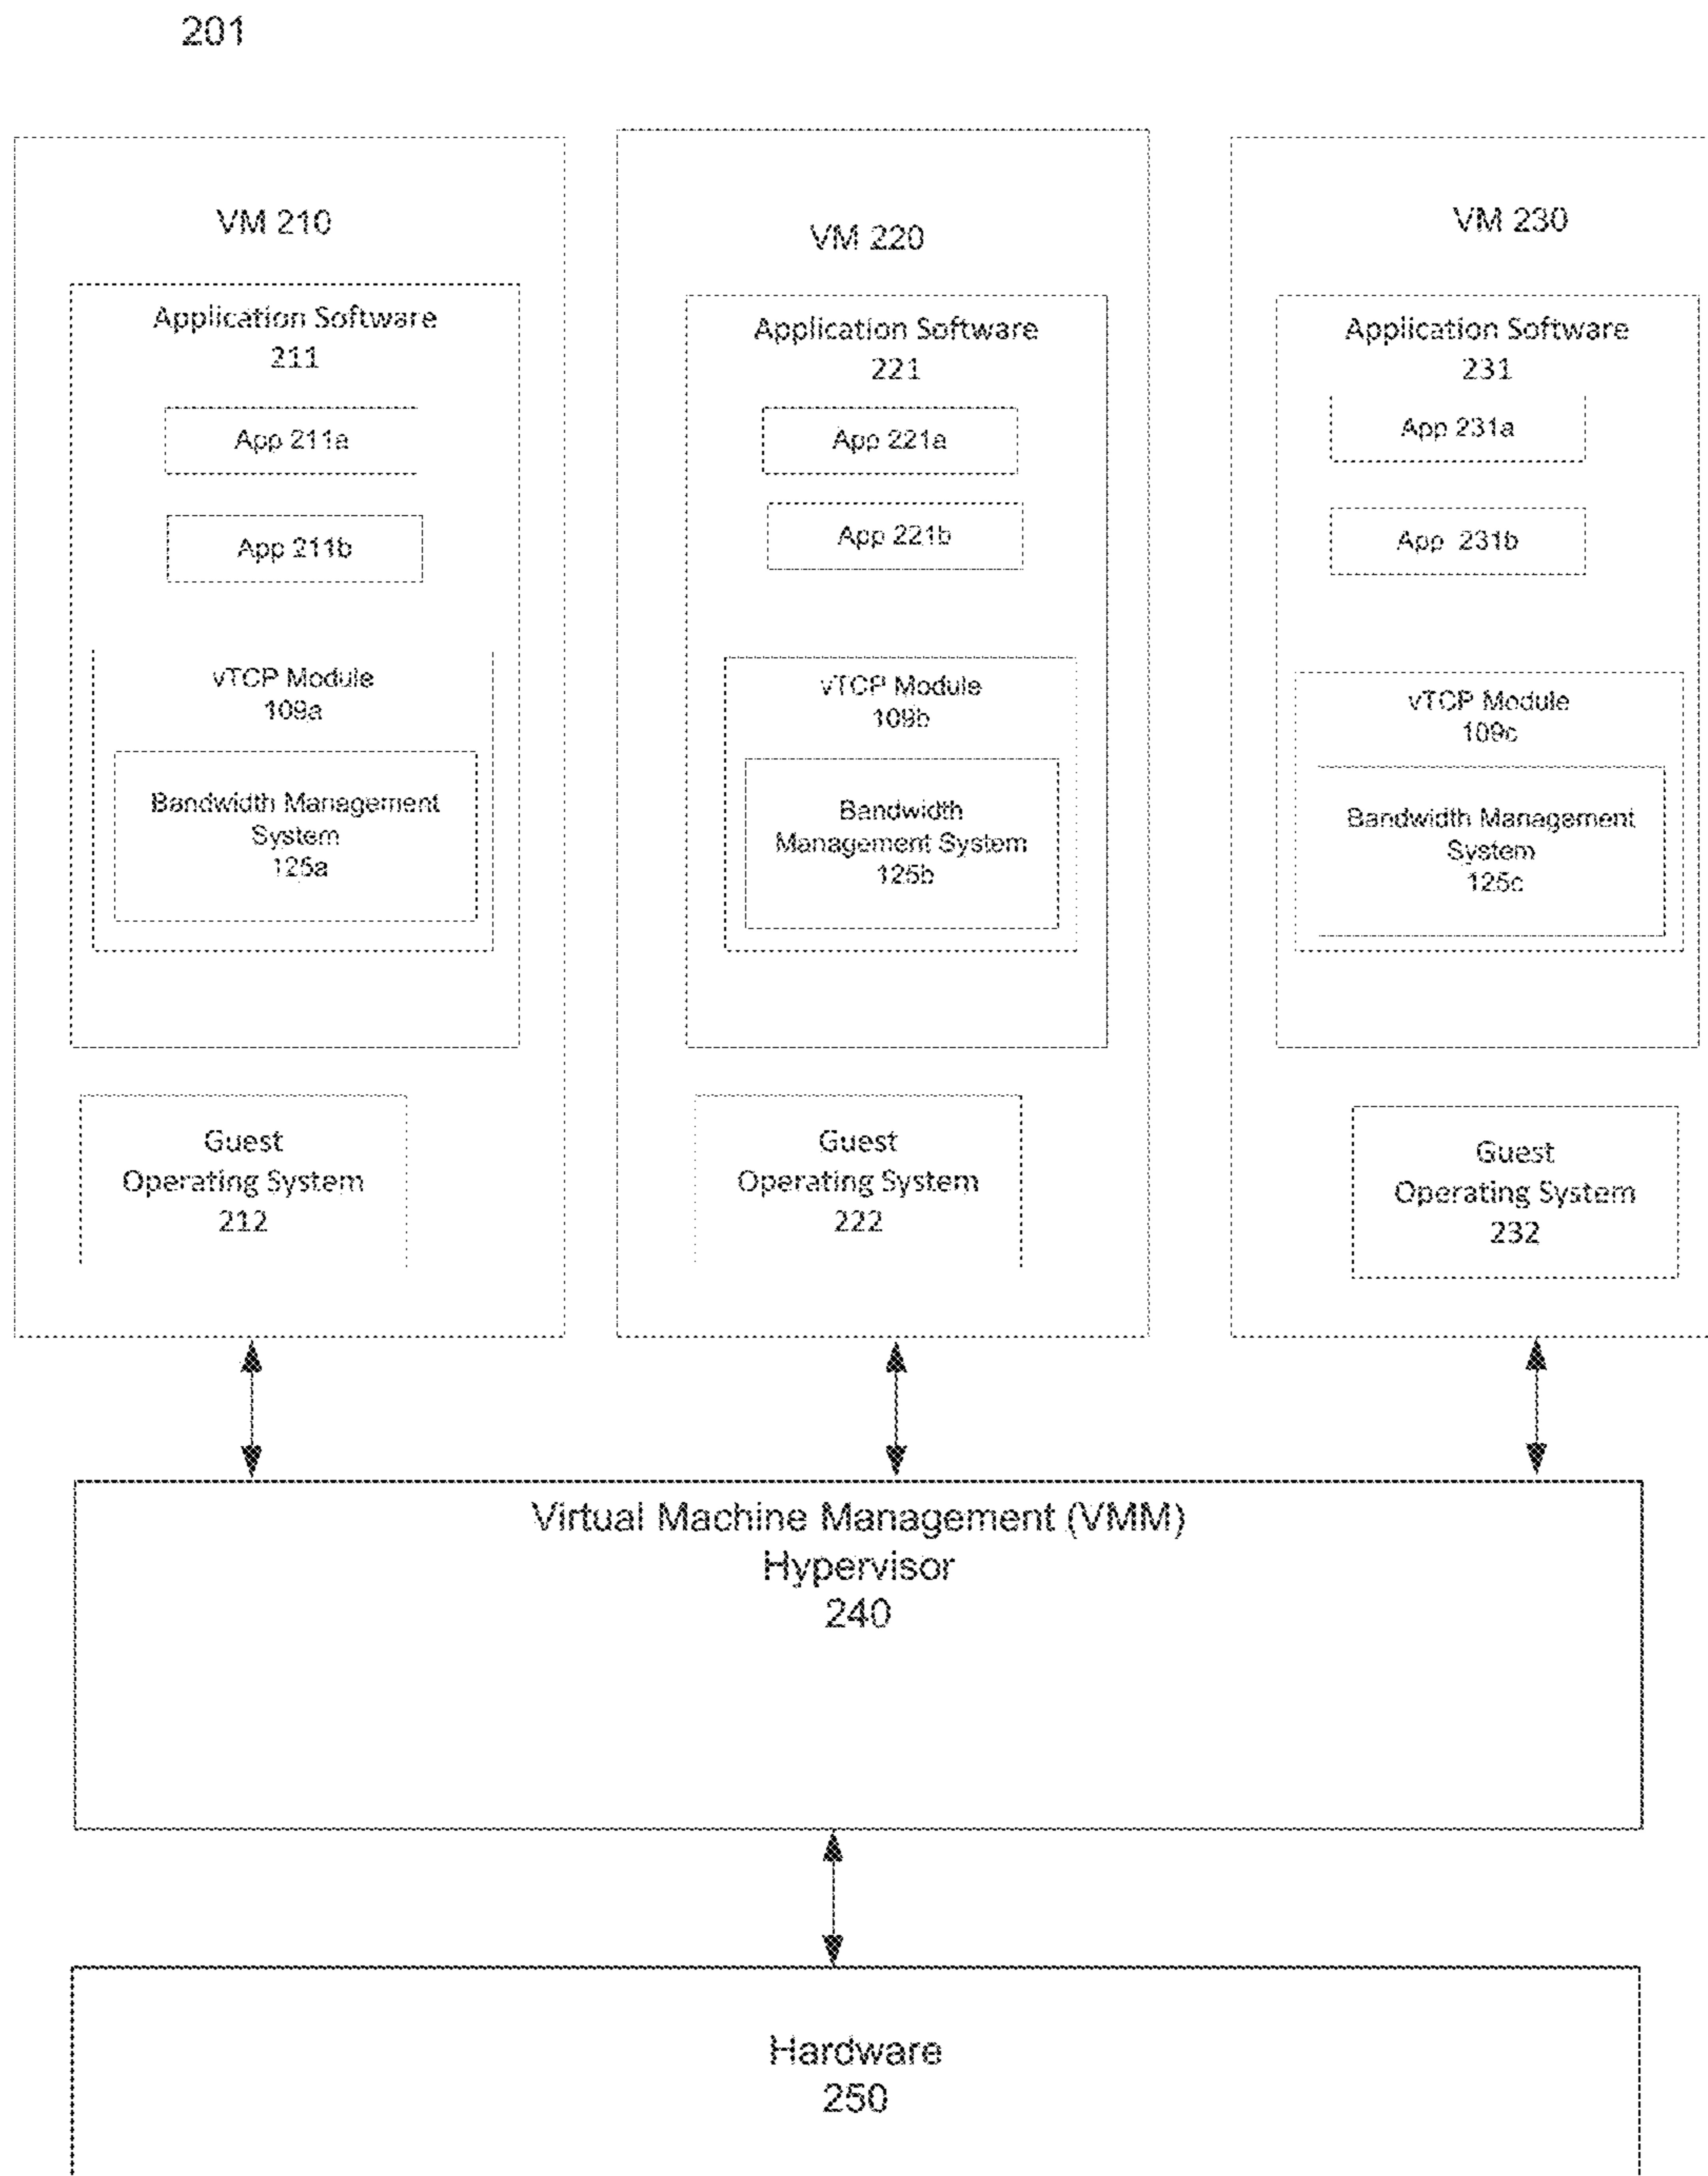 201
VM 210
Application Software
211
App 211a
App 211b
vTCP Module
109a
Bandwidth Management
System
125a
Guest
Operating System
212
VM 220
Application Software
221
App 221a
App 221b
vTCP Module
109b
Bandwidth
Management System
125b
Guest
Operating System
222
VM 230
Application Software
231
App 231a
App 231b
vTCP Module
109c
Bandwidth Management
System
125c
Guest
Operating System
232
Virtual Machine Management (VMM)
Hypervisor
240
Hardware
250